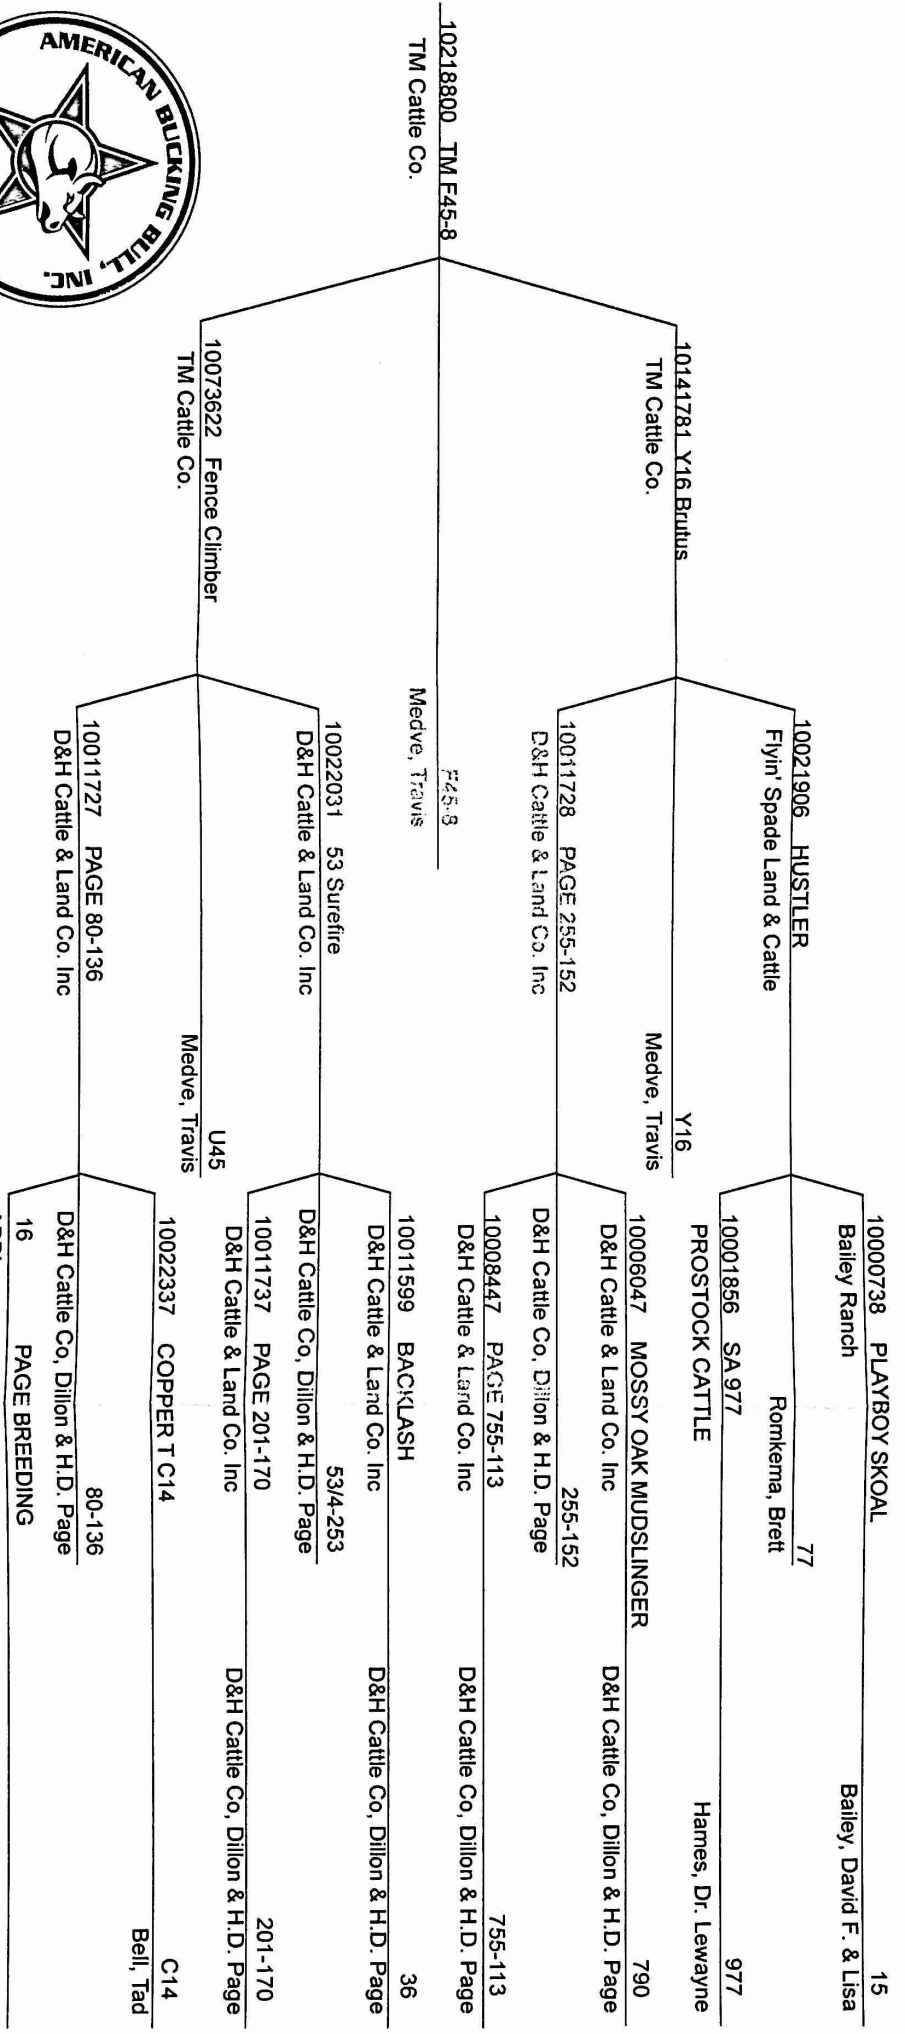 10218800 TM F45-8
TM Cattle Co.
F45-8
Medve, Travis
10141781 Y16 Brutus
TM Cattle Co.
Y16
Medve, Travis
10073622 Fence Climber
TM Cattle Co.
U45
Medve, Travis
10021906 HUSTLER
Flyin' Spade Land & Cattle
77
Romkema, Brett
10011728 PAGE 255-152
D&H Cattle & Land Co. Inc
255-152
D&H Cattle Co, Dillon & H.D. Page
10022031 53 Surefire
D&H Cattle & Land Co. Inc
53/4-253
D&H Cattle Co, Dillon & H.D. Page
10011727 PAGE 80-136
D&H Cattle & Land Co. Inc
80-136
D&H Cattle Co, Dillon & H.D. Page
10000738 PLAYBOY SKOAL
Bailey Ranch
15
Bailey, David F. & Lisa
10001856 SA 977
PROSTOCK CATTLE
977
Hames, Dr. Lewayne
10006047 MOSSY OAK MUDSLINGER
D&H Cattle & Land Co. Inc
790
D&H Cattle Co, Dillon & H.D. Page
10008447 PAGE 755-113
D&H Cattle & Land Co. Inc
755-113
D&H Cattle Co, Dillon & H.D. Page
10011599 BACKLASH
D&H Cattle & Land Co. Inc
36
D&H Cattle Co, Dillon & H.D. Page
10011737 PAGE 201-170
D&H Cattle & Land Co. Inc
201-170
D&H Cattle Co, Dillon & H.D. Page
10022337 COPPER T C14
C14
Bell, Tad
16 PAGE BREEDING
AMERICAN BUCKING BULL, INC.